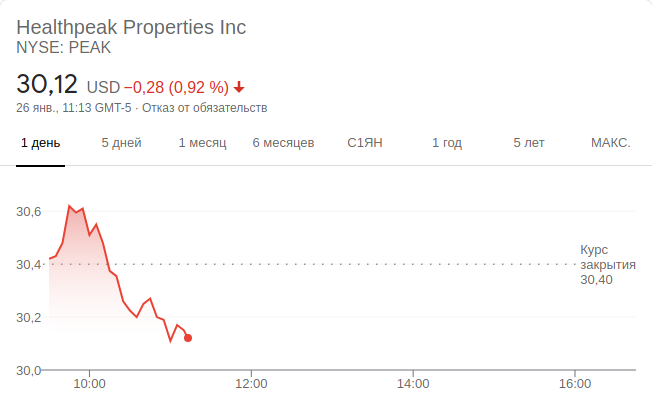 Healthpeak Properties Inc
NYSE: PEAK
30,12 USD −0,28 (0,92 %)
26 янв., 11:13 GMT-5 · Отказ от обязательств
1 день 5 дней 1 месяц 6 месяцев С1ЯН 1 год 5 лет МАКС.
30,6
Курс
30,4 закрытия
30,40
30,2
30,0
10:00 12:00 14:00 16:00